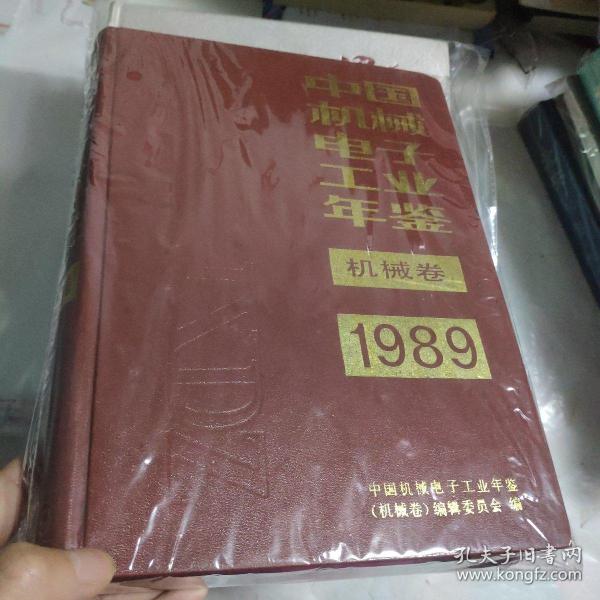 中国
机械
电子
工业
年鉴
机械卷
1989
中国机械电子工业年鉴
(机械卷)编辑委员会 编
孔夫子旧书网
www.kongfz.com